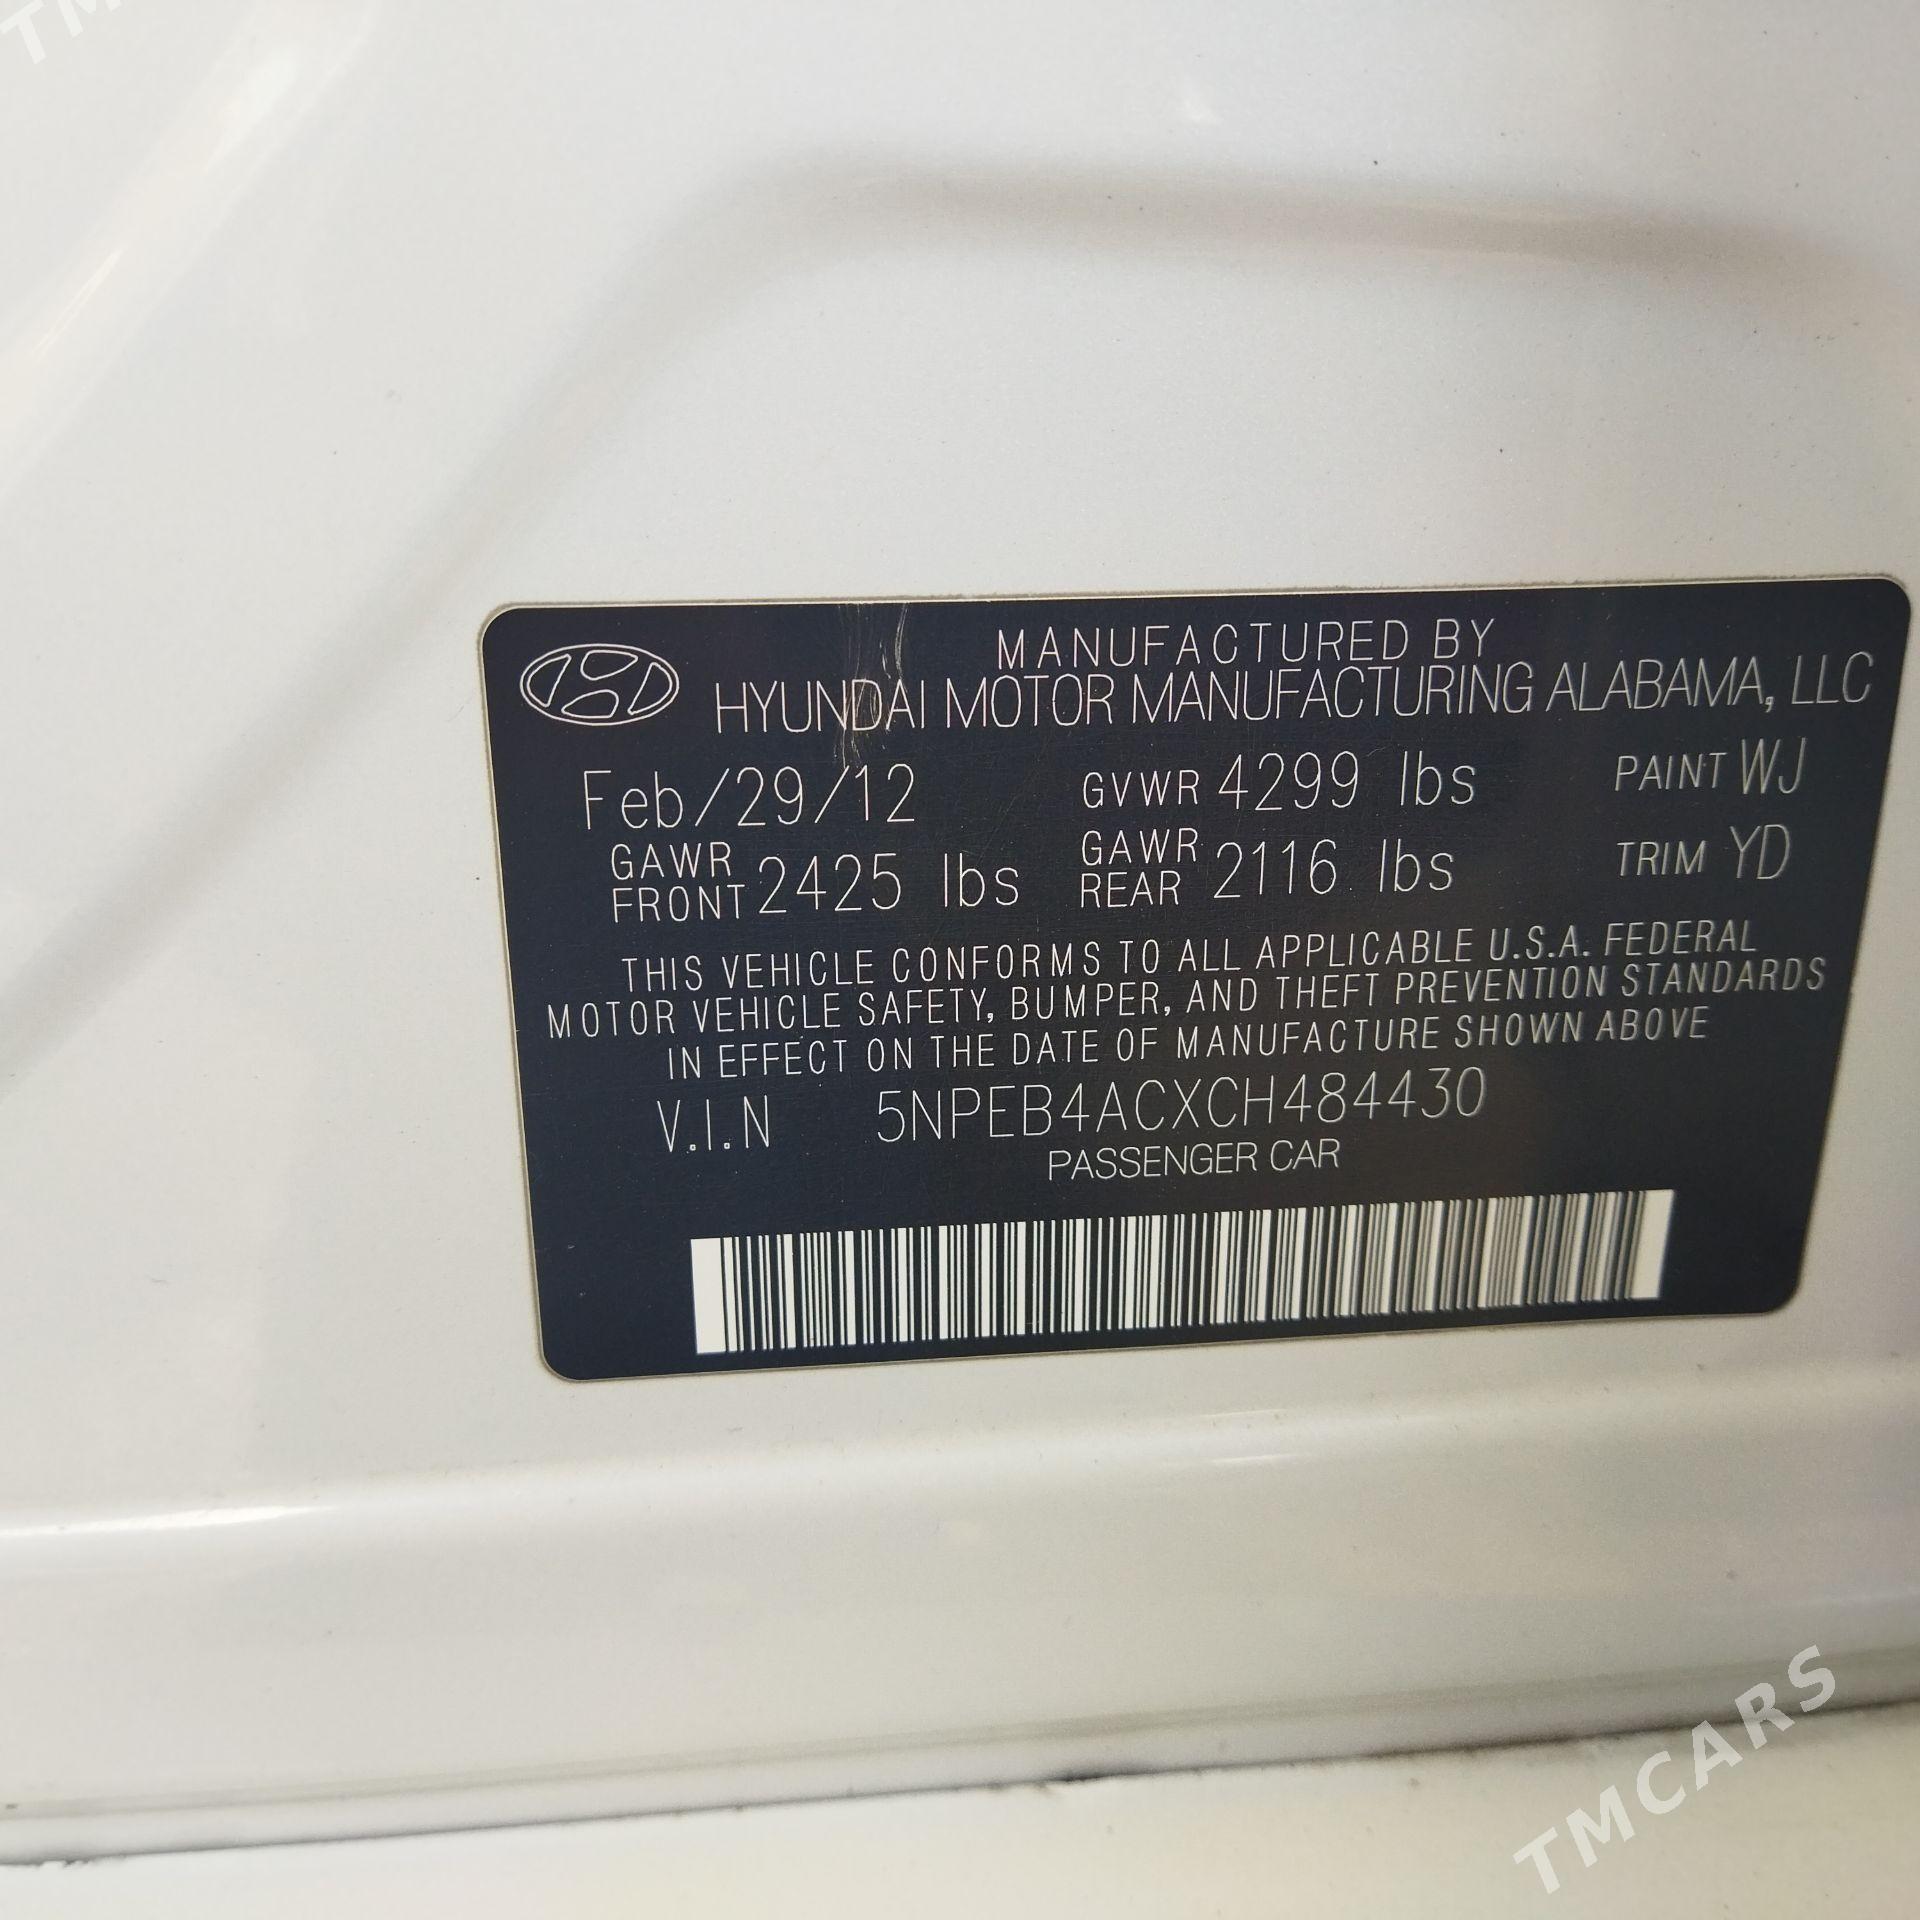 TM
MANUFACTURED BY
HYUNDAI MOTOR MANUFACTURING ALABAMA, LLC
Feb/29/12 GVWR 4299 lbs PAINT WJ
GAWR FRONT 2425 lbs GAWR REAR 2116 lbs TRIM YD
THIS VEHICLE CONFORMS TO ALL APPLICABLE U.S.A. FEDERAL
MOTOR VEHICLE SAFETY, BUMPER, AND THEFT PREVENTION STANDARDS
IN EFFECT ON THE DATE OF MANUFACTURE SHOWN ABOVE
V.I.N 5NPEB4ACXCH484430
PASSENGER CAR
TMCARS